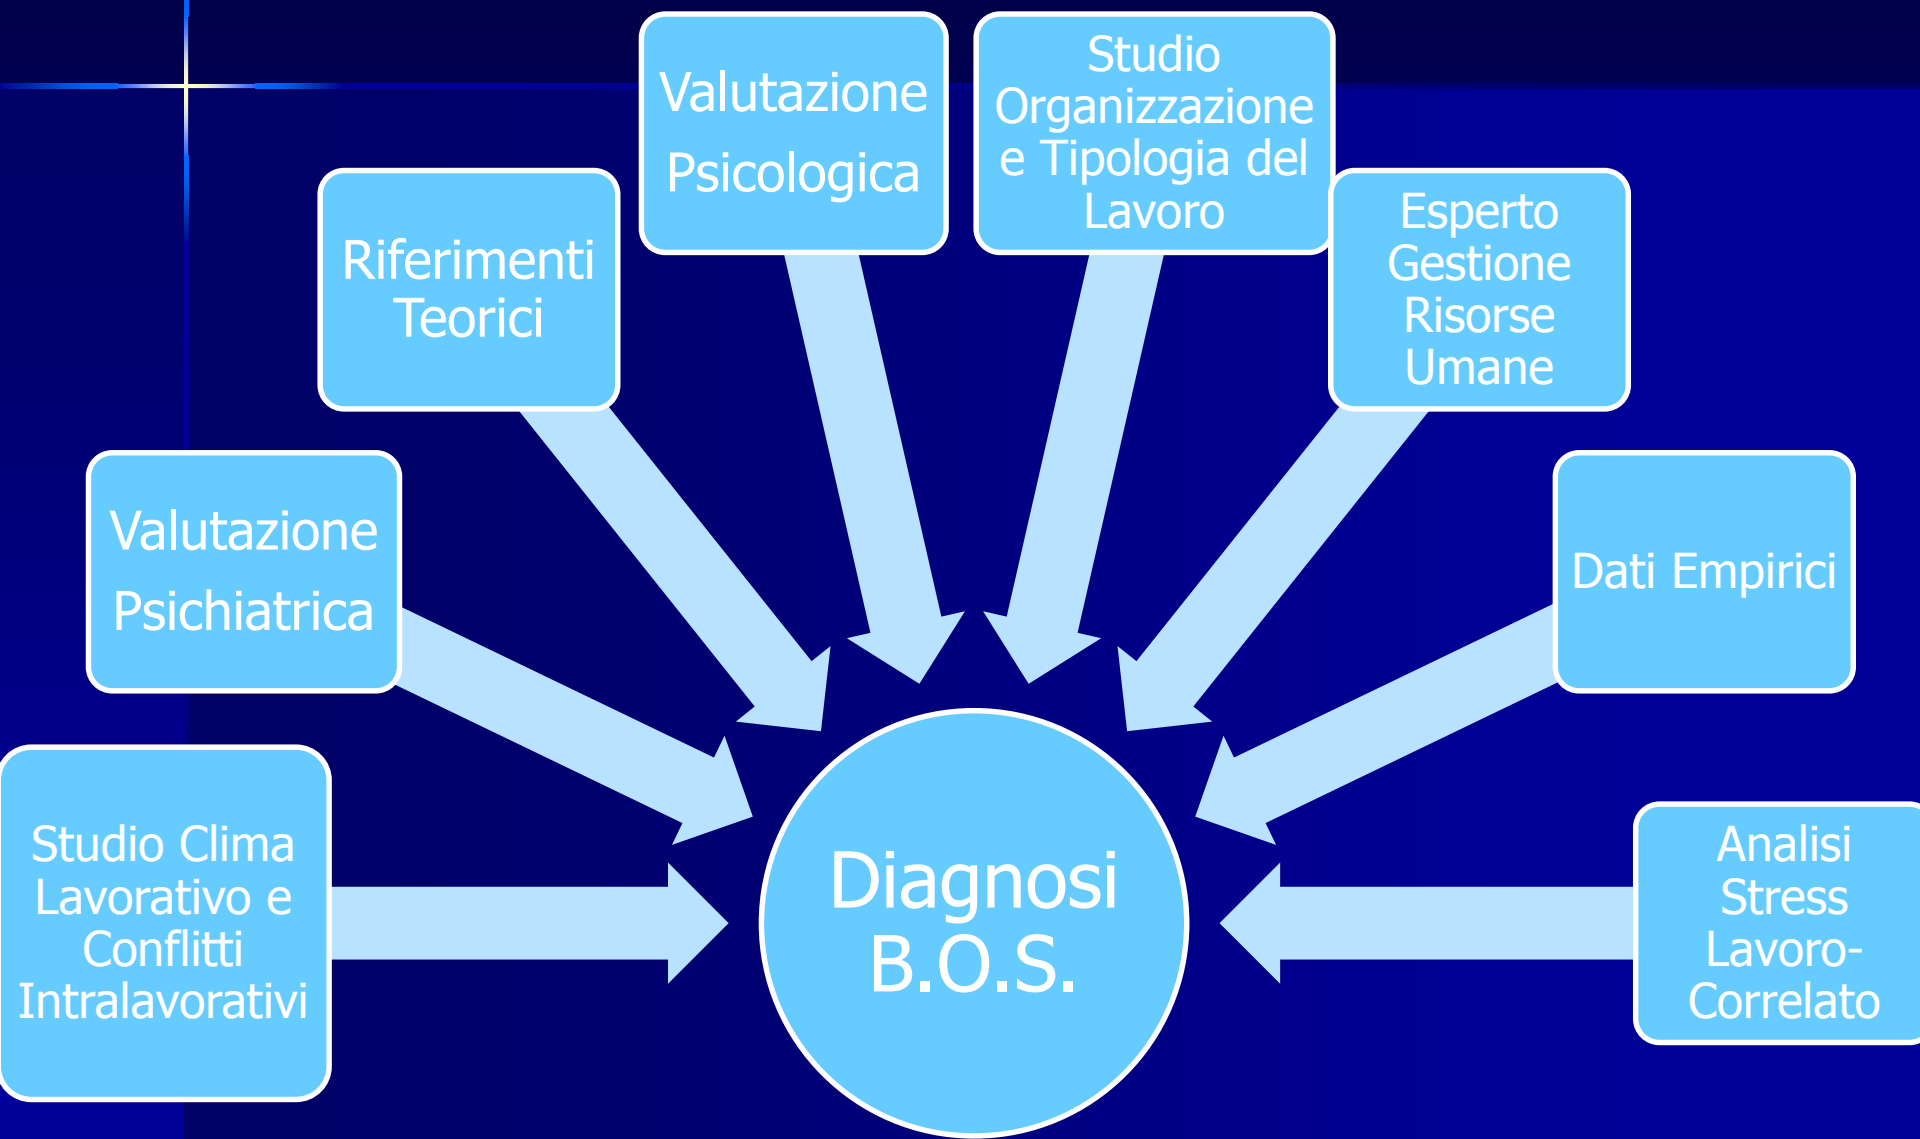 Valutazione
Psicologica
Studio
Organizzazione
e Tipologia del
Lavoro
Riferimenti
Teorici
Esperto
Gestione
Risorse
Umane
Valutazione
Psichiatrica
Dati Empirici
Studio Clima
Lavorativo e
Conflitti
Intralavorativi
Diagnosi
B.O.S.
Analisi
Stress
Lavoro-
Correlato